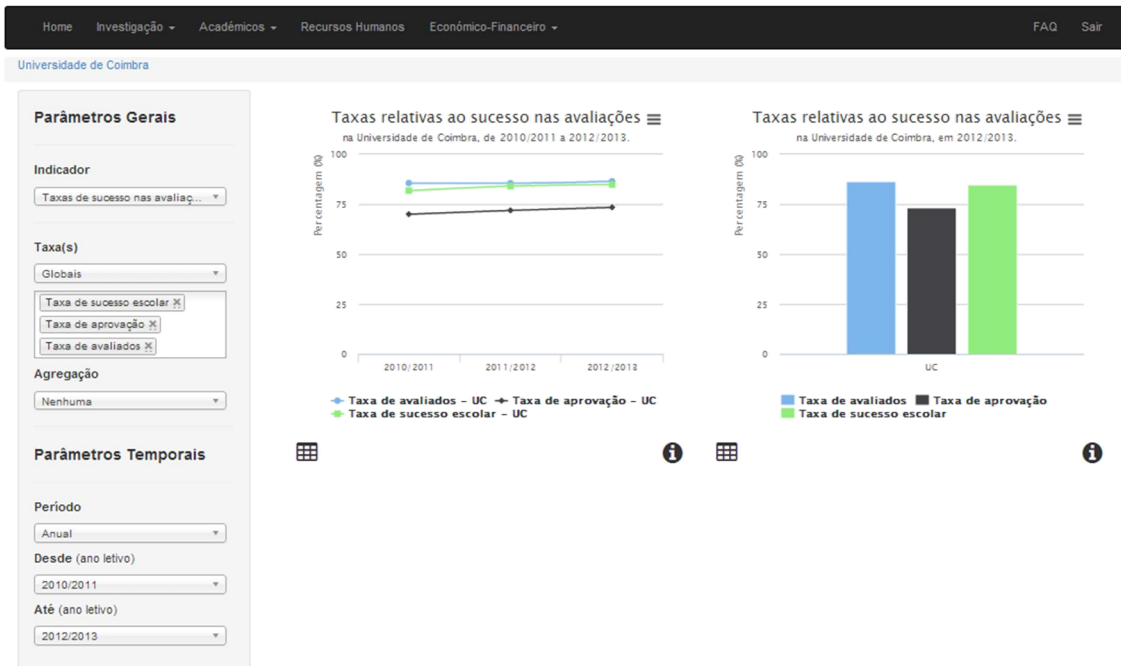 Home Investigação Académicos Recursos Humanos Económico-Financeiro FAQ Sair
Universidade de Coimbra
Parâmetros Gerais
Indicador
Taxas de sucesso nas avaliaç...
Taxa(s)
Globais
Taxa de sucesso escolar
Taxa de aprovação
Taxa de avaliados
Agregação
Nenhuma
Parâmetros Temporais
Período
Anual
Desde (ano letivo)
2010/2011
Até (ano letivo)
2012/2013
Taxas relativas ao sucesso nas avaliações
na Universidade de Coimbra, de 2010/2011 a 2012/2013.
Percentagem (%)
100
75
50
25
0
2010/2011 2011/2012 2012/2013
Taxa de avaliados – UC Taxa de aprovação – UC
Taxa de sucesso escolar – UC
Taxas relativas ao sucesso nas avaliações
na Universidade de Coimbra, em 2012/2013.
Percentagem (%)
100
75
50
25
0
UC
Taxa de avaliados Taxa de aprovação
Taxa de sucesso escolar